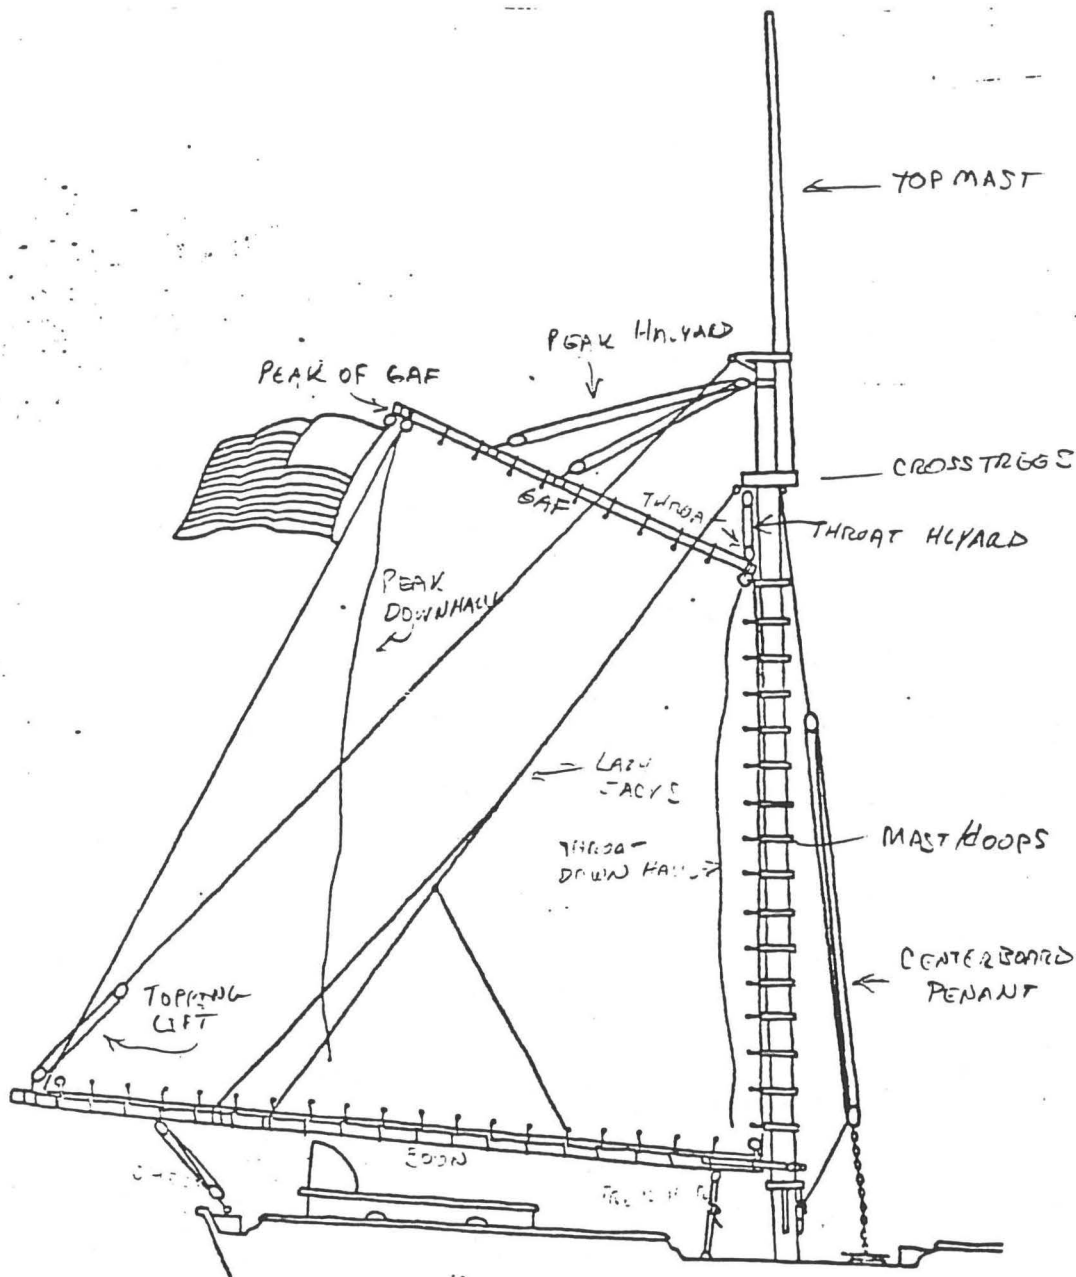 TOP MAST
PEAK HALYARD
PEAK OF GAF
CROSSTREES
GAF
THROAT
THROAT HLYARD
PEAK
DOWNHAUL
LAZY
JACKS
THROAT
DOWN HAUL
MAST HOOPS
CENTERBOARD
PENANT
TOPPING
LIFT
BOOM